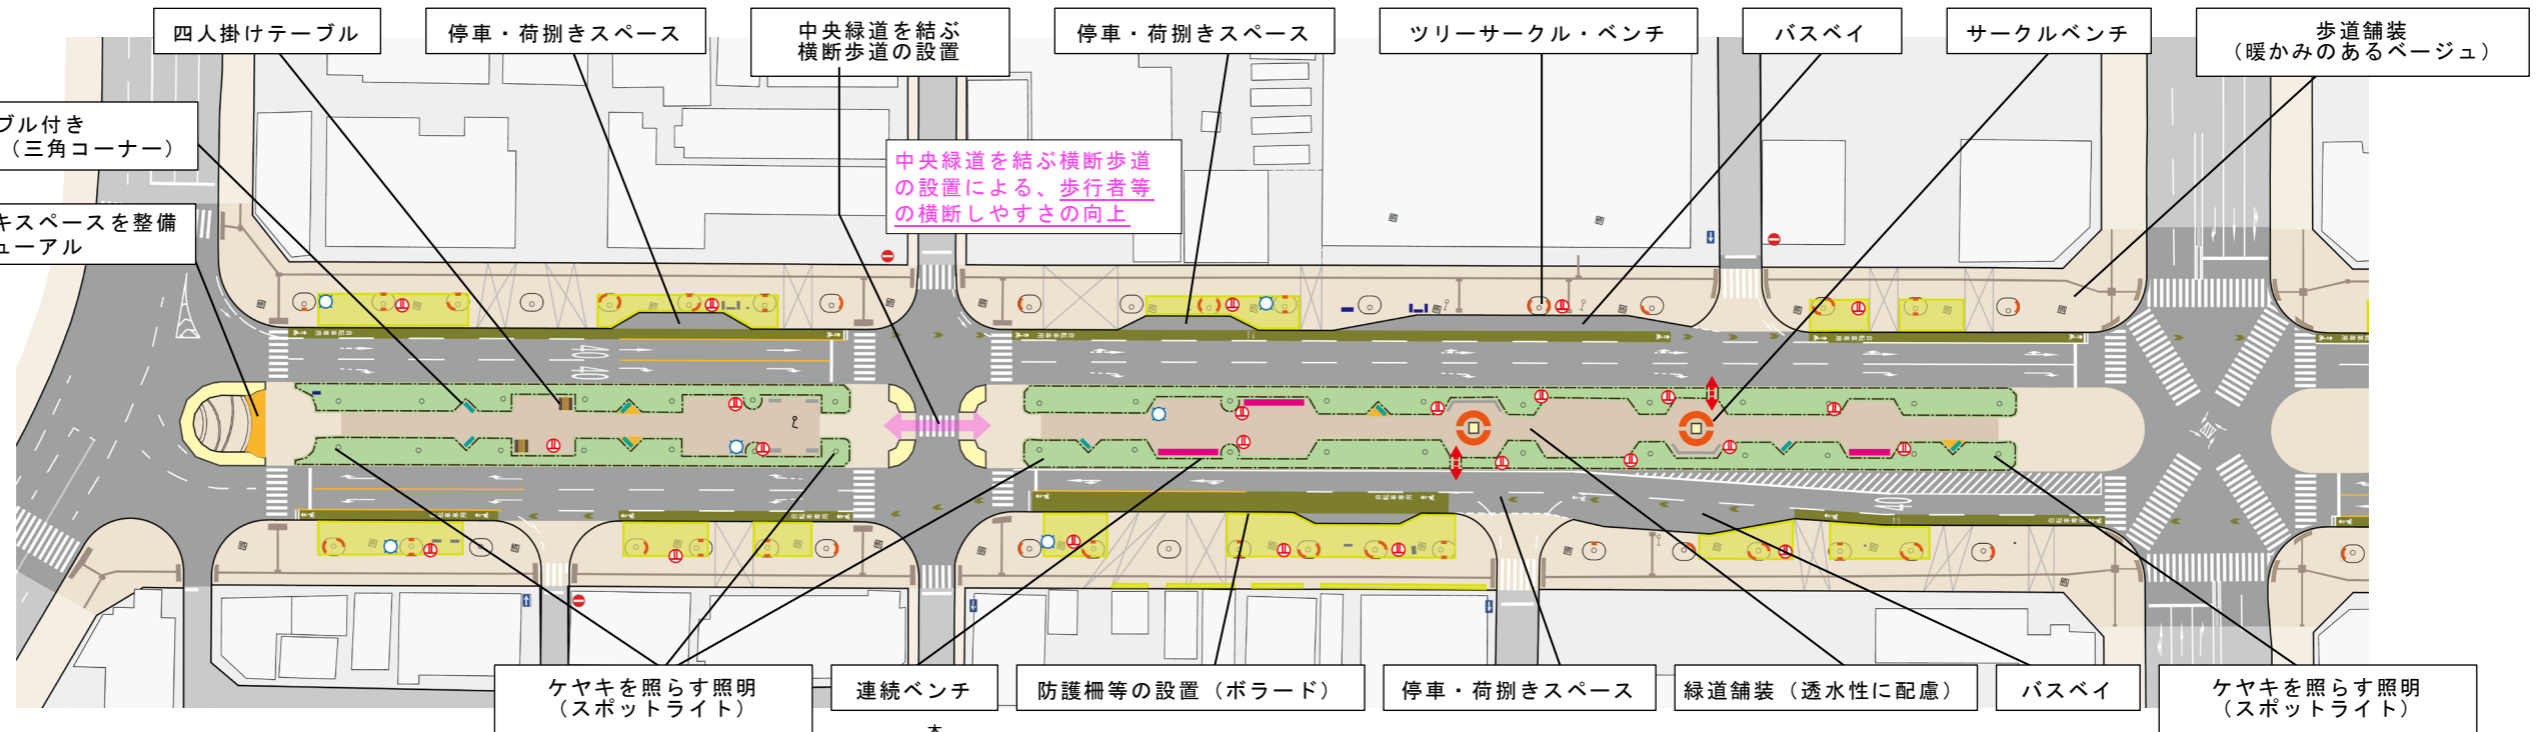 四人掛けテーブル
停車・荷捌きスペース
中央緑道を結ぶ
横断歩道の設置
停車・荷捌きスペース
ツリーサークル・ベンチ
バスベイ
サークルベンチ
歩道舗装
（暖かみのあるベージュ）
ブル付き
（三角コーナー）
キスペースを整備
ューアル
中央緑道を結ぶ横断歩道
の設置による、歩行者等
の横断しやすさの向上
40
40
ケヤキを照らす照明
（スポットライト）
連続ベンチ
防護柵等の設置（ボラード）
停車・荷捌きスペース
緑道舗装（透水性に配慮）
バスベイ
ケヤキを照らす照明
（スポットライト）